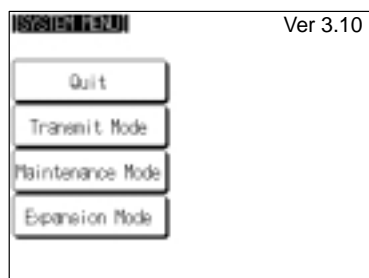 [SYSTEM MENU]
Ver 3.10
Quit
Transmit Mode
Maintenance Mode
Expansion Mode